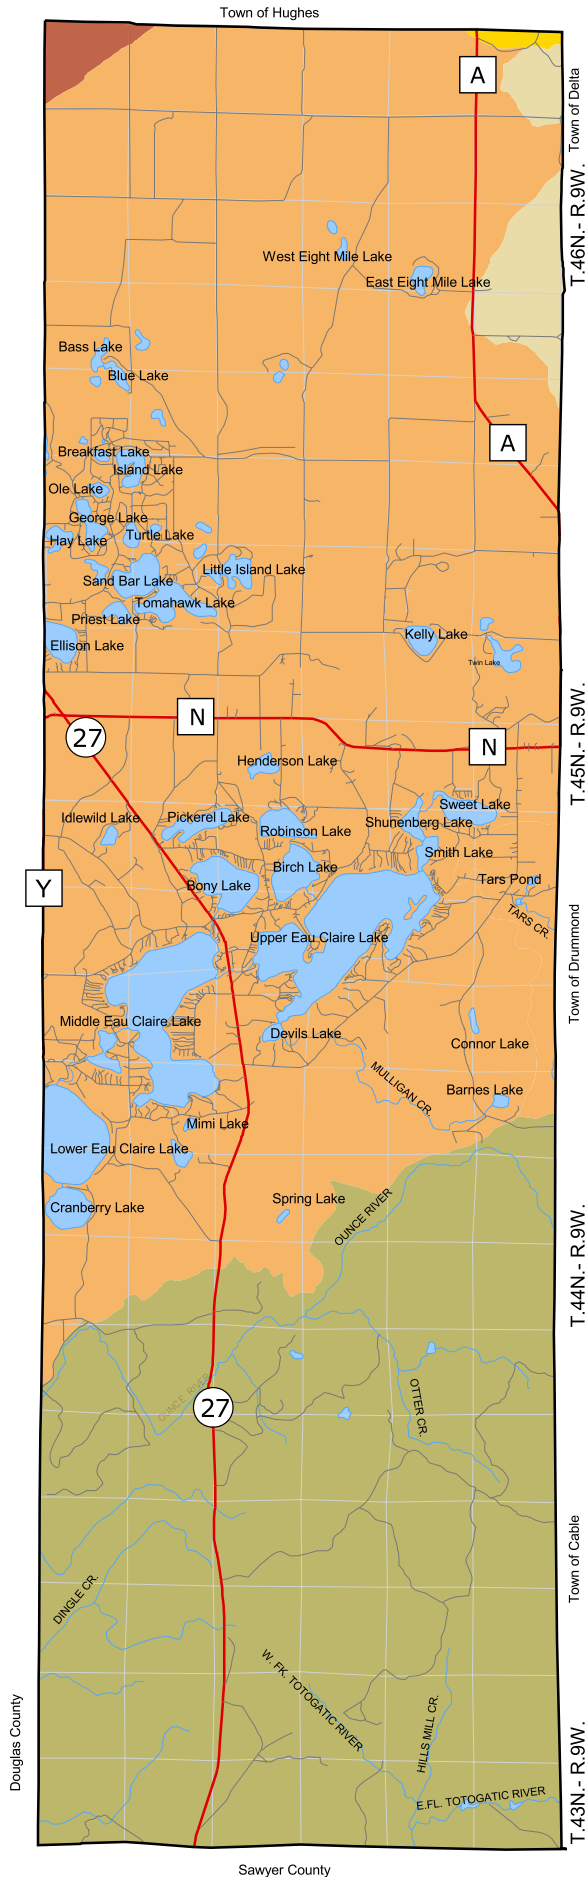 Town of Hughes
A
Town of Delta
T.46N.- R.9W.
West Eight Mile Lake
East Eight Mile Lake
Bass Lake
Blue Lake
A
Breakfast Lake
Island Lake
Ole Lake
George Lake
Turtle Lake
Hay Lake
Little Island Lake
Sand Bar Lake
Tomahawk Lake
Priest Lake
Ellison Lake
Kelly Lake
Twin Lake
T.45N.- R.9W.
N
27
N
Henderson Lake
Idlewild Lake
Pickerel Lake
Robinson Lake
Sweet Lake
Shunenberg Lake
Smith Lake
Birch Lake
Bony Lake
Tars Pond
Y
TARS CR.
Town of Drummond
Upper Eau Claire Lake
Middle Eau Claire Lake
Devils Lake
Connor Lake
MULLIGAN CR.
Barnes Lake
Mimi Lake
Lower Eau Claire Lake
Cranberry Lake
Spring Lake
OUNCE RIVER
T.44N.- R.9W.
OUNCE RIVER
27
OTTER CR.
Town of Cable
DINGLE CR.
W. FK. TOTOGATIC RIVER
HILLS MILL CR.
Douglas County
E.FL. TOTOGATIC RIVER
T.43N.- R.9W.
Sawyer County